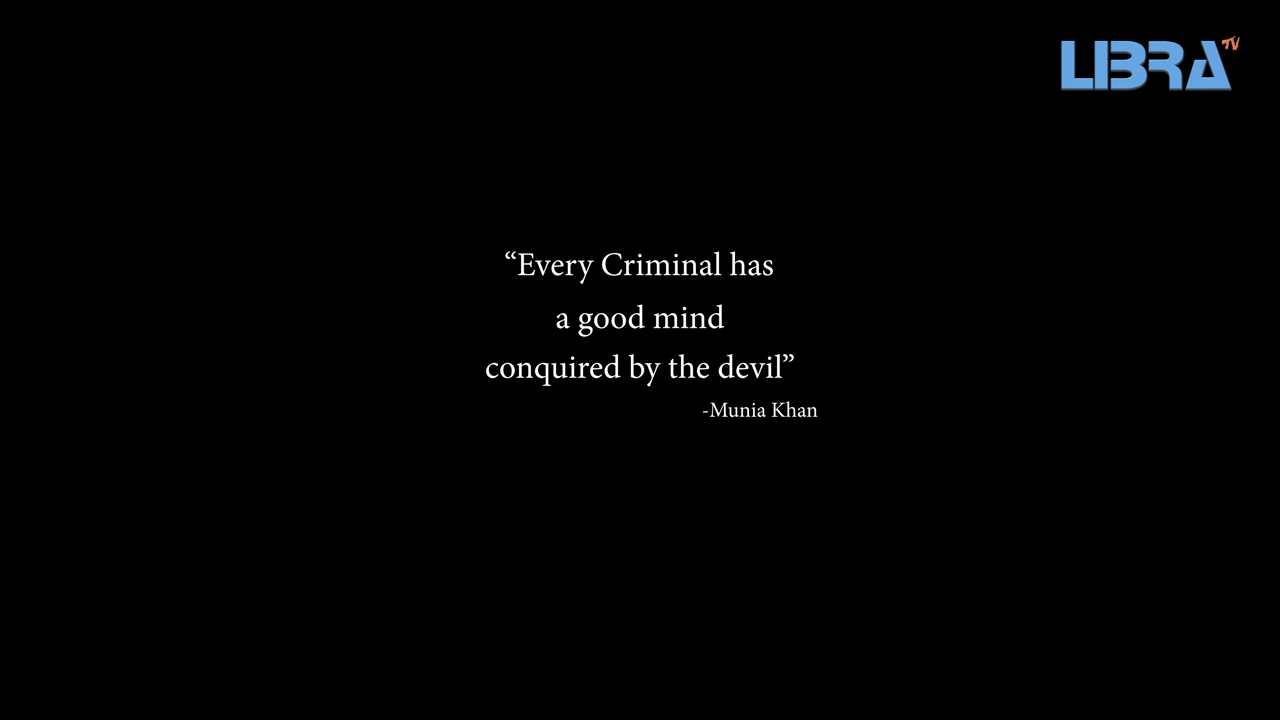 LIBRA TV
“Every Criminal has
a good mind
conquired by the devil”
-Munia Khan